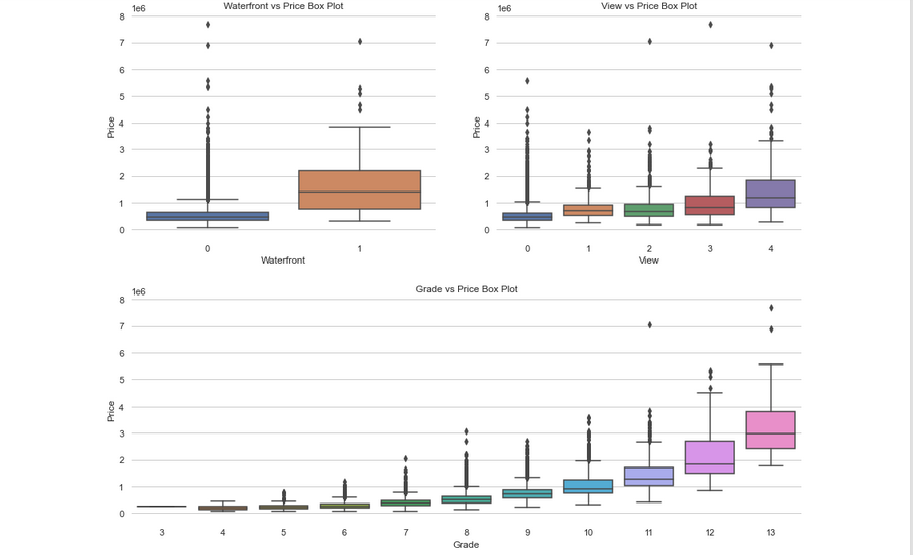 Waterfront vs Price Box Plot
1e6
8
7
6
5
4
3
2
1
0
Price
0 1
Waterfront
View vs Price Box Plot
1e6
8
7
6
5
4
3
2
1
0
Price
0 1 2 3 4
View
Grade vs Price Box Plot
1e6
8
7
6
5
4
3
2
1
0
Price
3 4 5 6 7 8 9 10 11 12 13
Grade